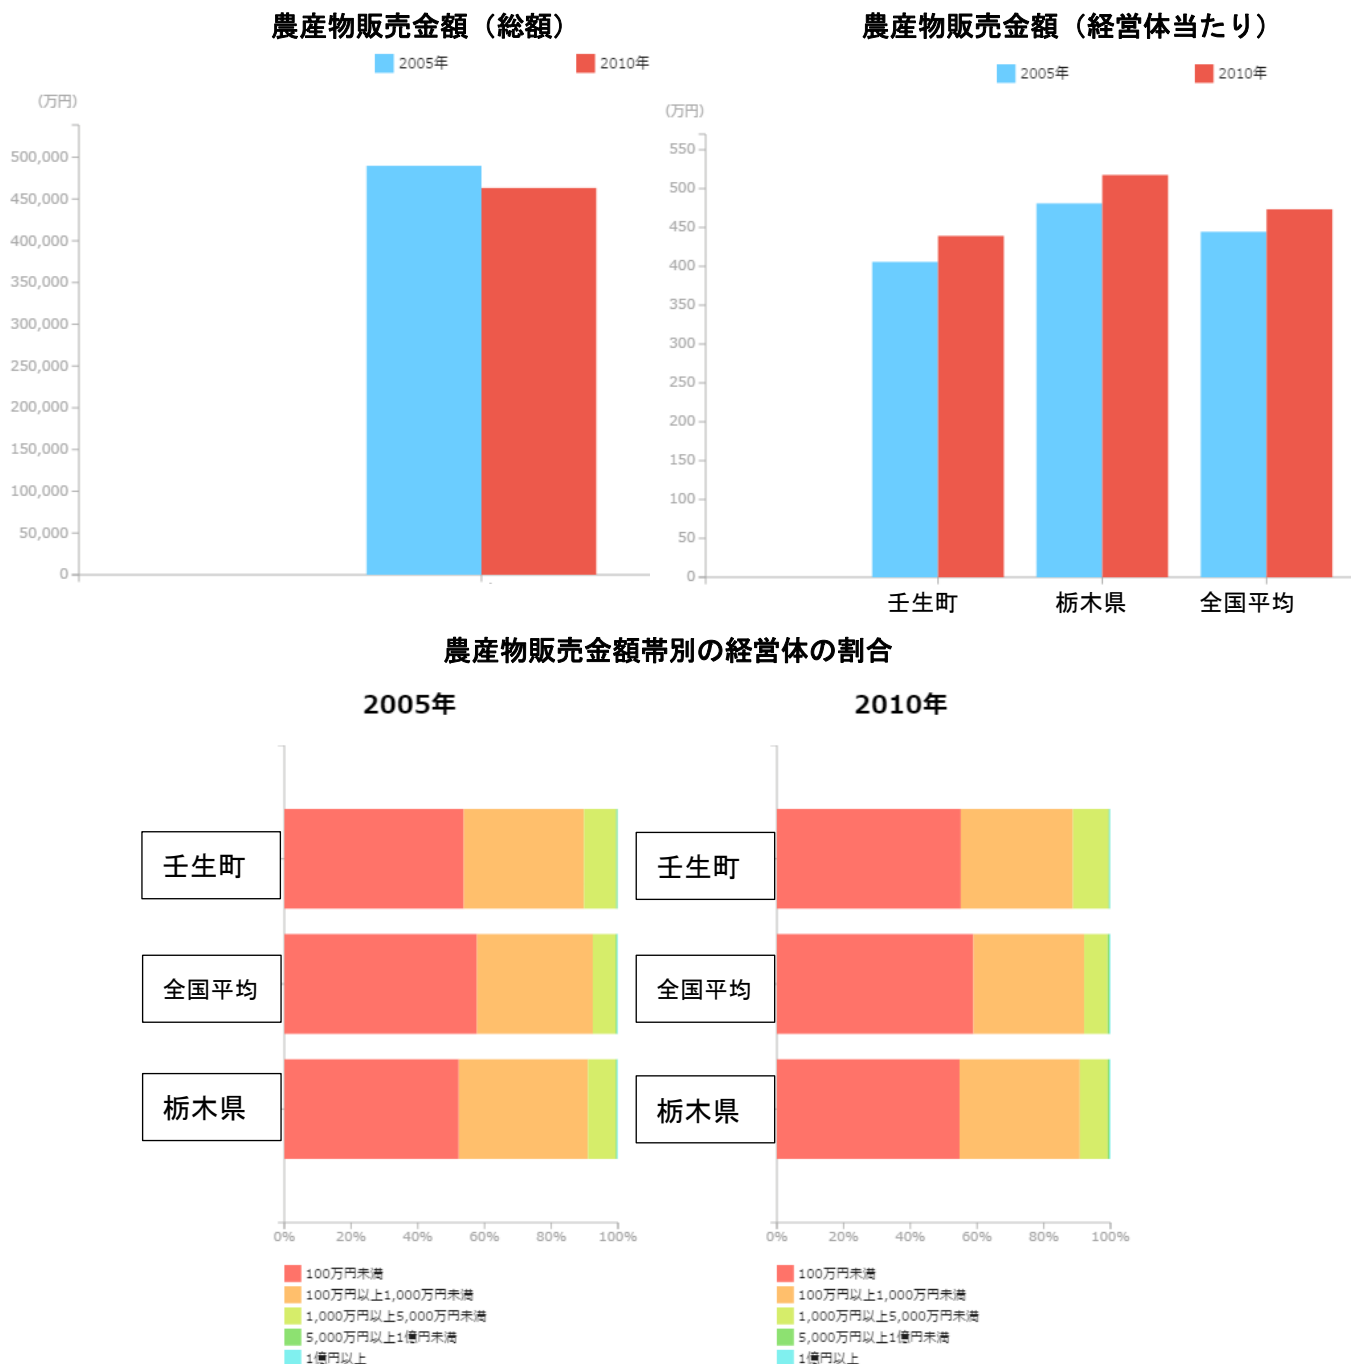 農産物販売金額（総額）
2005年
2010年
(万円)
500,000
450,000
400,000
350,000
300,000
250,000
200,000
150,000
100,000
50,000
0
農産物販売金額（経営体当たり）
2005年
2010年
(万円)
550
500
450
400
350
300
250
200
150
100
50
0
壬生町
栃木県
全国平均
農産物販売金額帯別の経営体の割合
2005年
壬生町
全国平均
栃木県
0%
20%
40%
60%
80%
100%
100万円未満
100万円以上1,000万円未満
1,000万円以上5,000万円未満
5,000万円以上1億円未満
1億円以上
2010年
壬生町
全国平均
栃木県
0%
20%
40%
60%
80%
100%
100万円未満
100万円以上1,000万円未満
1,000万円以上5,000万円未満
5,000万円以上1億円未満
1億円以上